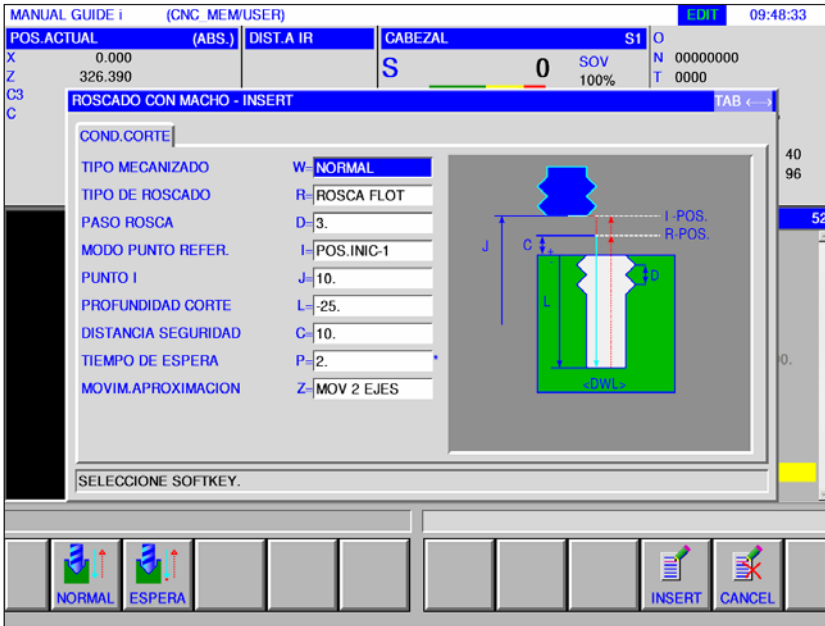 MANUAL GUIDE i (CNC_MEM/USER) EDIT 09:48:33
POS.ACTUAL (ABS.) DIST.A IR CABEZAL S1 O
X 0.000
Z 326.390
C3
C
S 0 SOV
100%
N 00000000
T 0000
ROSCADO CON MACHO - INSERT TAB ←→
COND.CORTE
TIPO MECANIZADO W=NORMAL
TIPO DE ROSCADO R=ROSCA FLOT
PASO ROSCA D=3.
MODO PUNTO REFER. I=POS.INIC-1
PUNTO I J=10.
PROFUNDIDAD CORTE L=-25.
DISTANCIA SEGURIDAD C=10.
TIEMPO DE ESPERA P=2. *
MOVIM.APROXIMACION Z=MOV 2 EJES
I-POS.
R-POS.
J
C
+
-
D
L
<DWL>
40
96
52
00.
SELECCIONE SOFTKEY.
NORMAL ESPERA INSERT CANCEL